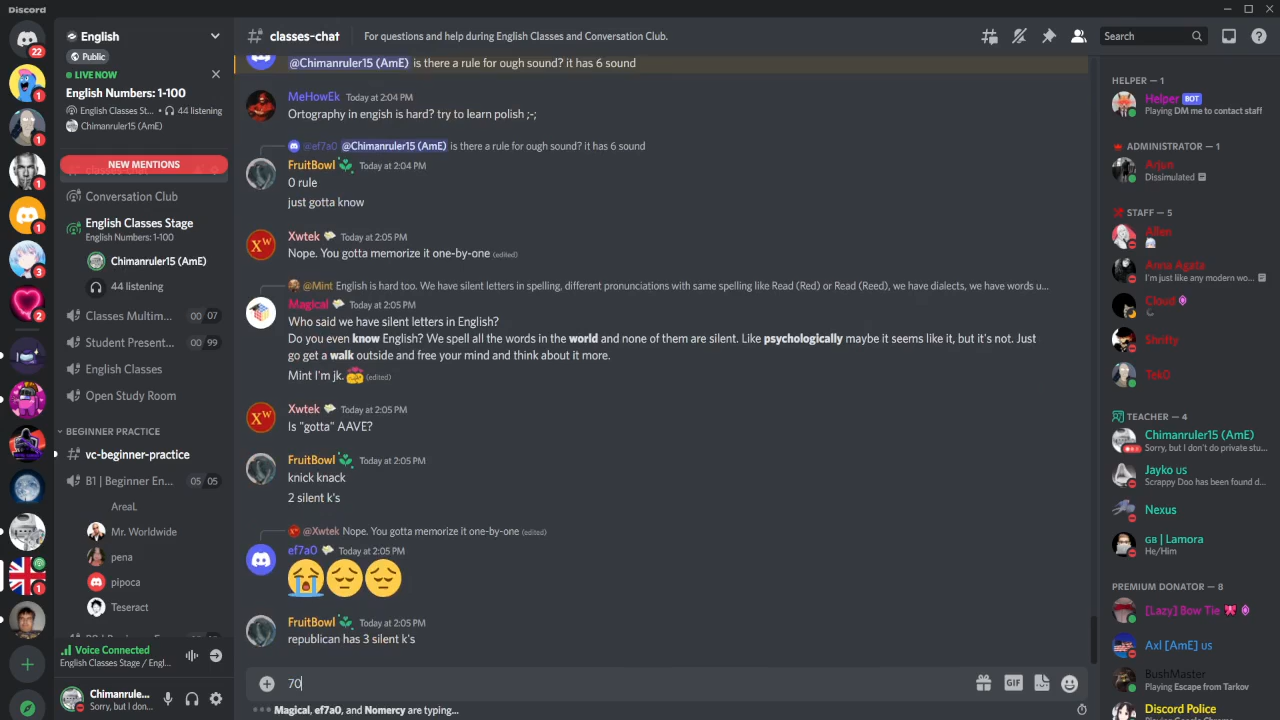 Discord
22
English
Public
LIVE NOW
English Numbers: 1-100
English Classes St... • 44 listening
Chimanruler15 (AmE)
NEW MENTIONS
Conversation Club
English Classes Stage
English Numbers: 1-100
Chimanruler15 (AmE)
44 listening
Classes Multim... 00 07
Student Present... 00 99
English Classes
Open Study Room
BEGINNER PRACTICE
vc-beginner-practice
B1 | Beginner En... 05 05
AreaL
Mr. Worldwide
pena
pipoca
Teseract
Voice Connected
English Classes Stage / Engl...
Chimanrule...
Sorry, but I don...
1
1
1
1
3
2
1
classes-chat
For questions and help during English Classes and Conversation Club.
Search
@Chimanruler15 (AmE) is there a rule for ough sound? it has 6 sound
MeHowEk Today at 2:04 PM
Ortography in engish is hard? try to learn polish ;-;
@ef7a0 @Chimanruler15 (AmE) is there a rule for ough sound? it has 6 sound
FruitBowl Today at 2:04 PM
0 rule
just gotta know
Xwtek Today at 2:05 PM
Nope. You gotta memorize it one-by-one (edited)
@Mint English is hard too. We have silent letters in spelling, different pronunciations with same spelling like Read (Red) or Read (Reed), we have dialects, we have words u...
Magical Today at 2:05 PM
Who said we have silent letters in English?
Do you even know English? We spell all the words in the world and none of them are silent. Like psychologically maybe it seems like it, but it's not. Just
go get a walk outside and free your mind and think about it more.
Mint I'm jk. (edited)
Xwtek Today at 2:05 PM
Is "gotta" AAVE?
FruitBowl Today at 2:05 PM
knick knack
2 silent k's
@Xwtek Nope. You gotta memorize it one-by-one (edited)
ef7a0 Today at 2:05 PM
FruitBowl Today at 2:05 PM
republican has 3 silent k's
70
GIF
Magical, ef7a0, and Nomercy are typing...
HELPER — 1
Helper BOT
Playing DM me to contact staff
ADMINISTRATOR — 1
Arjun
Dissimulated
STAFF — 5
Allen
Anna Agata
I'm just like any modern wo...
Cloud
Shrifty
TekD
TEACHER — 4
Chimanruler15 (AmE)
Sorry, but I don't do private stu...
Jayko us
Scrappy Doo has been found d...
Nexus
GB | Lamora
He/Him
PREMIUM DONATOR — 8
[Lazy] Bow Tie
Axl [AmE] us
BushMaster
Playing Escape from Tarkov
Discord Police